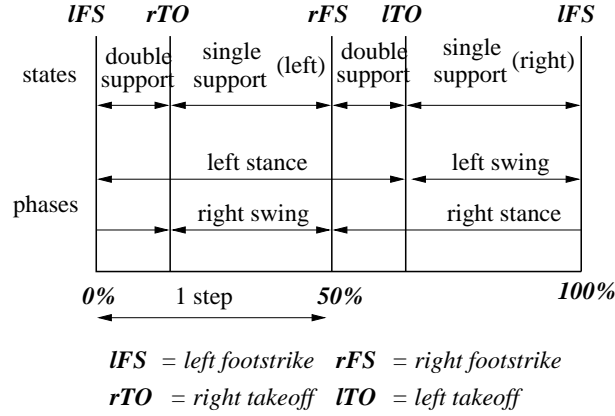 lFS rTO rFS lTO lFS
states
double support
single support (left)
double support
single support (right)
left stance
left swing
phases
right swing
right stance
0%
1 step
50%
100%
lFS = left footstrike rFS = right footstrike
rTO = right takeoff lTO = left takeoff